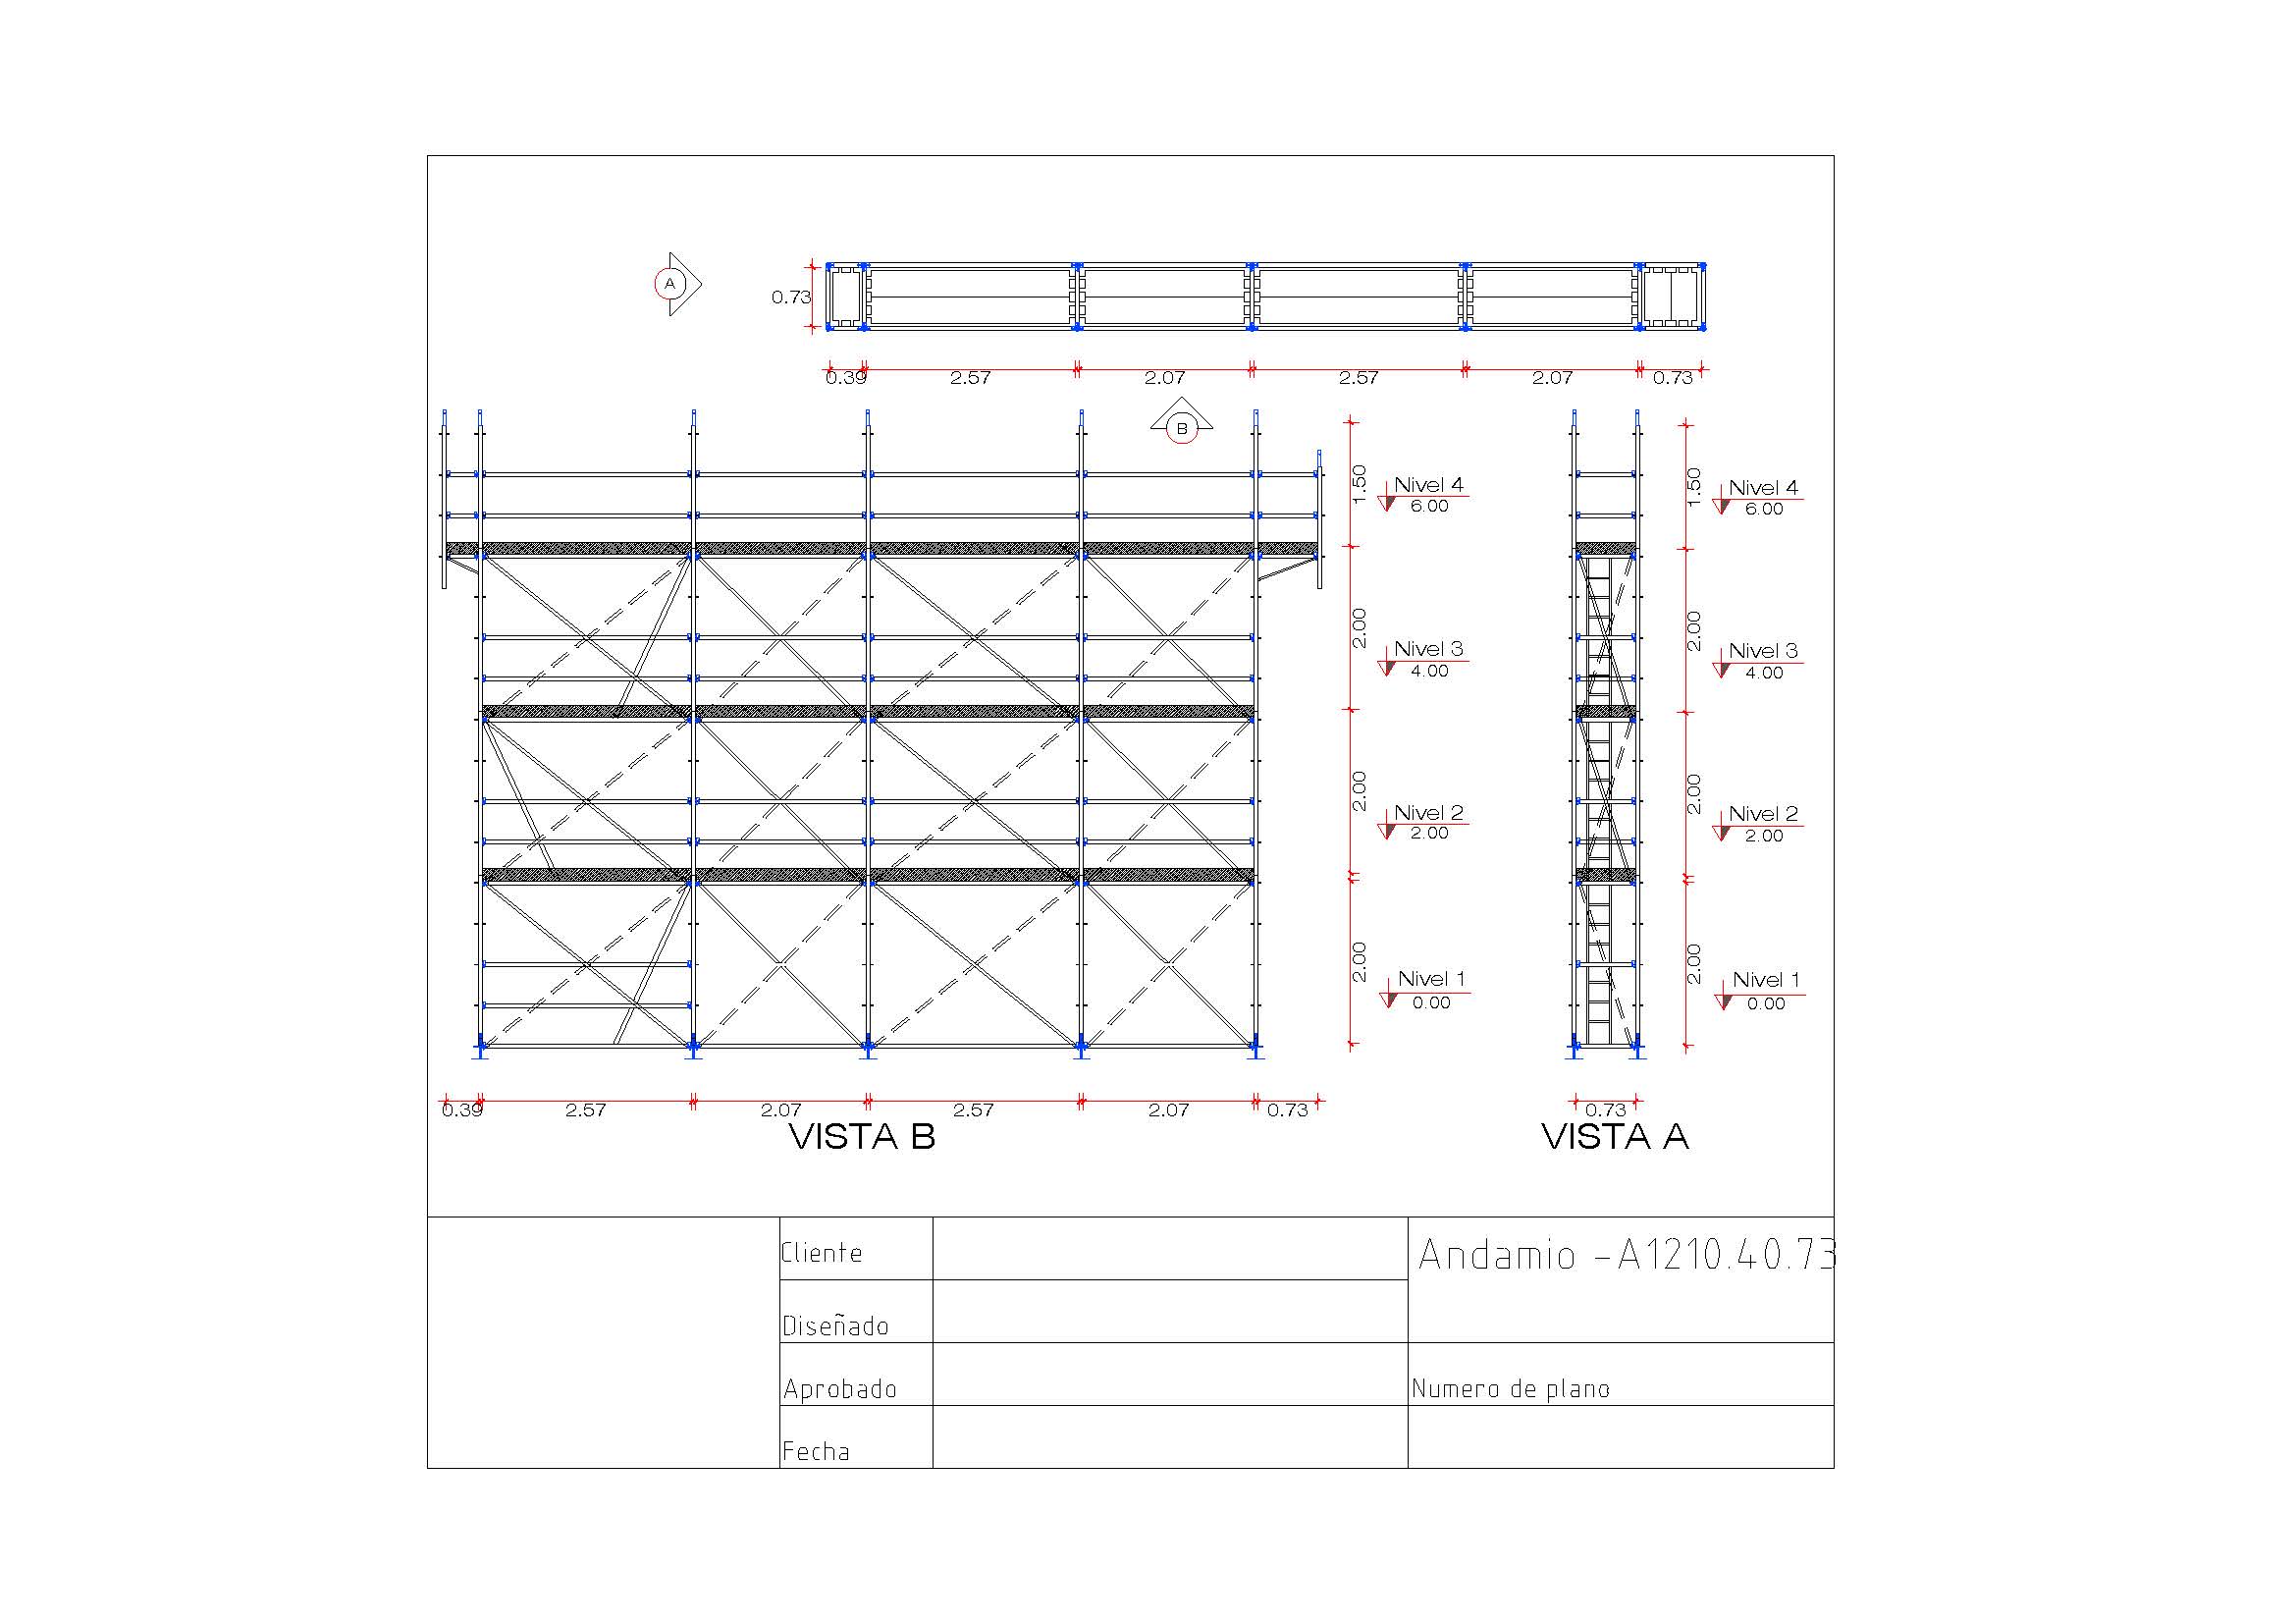 A
0.73
0.39 2.57 2.07 2.57 2.07 0.73
B
1.50
Nivel 4
6.00
2.00
Nivel 3
4.00
2.00
Nivel 2
2.00
2.00
Nivel 1
0.00
1.50
Nivel 4
6.00
2.00
Nivel 3
4.00
2.00
Nivel 2
2.00
2.00
Nivel 1
0.00
0.39 2.57 2.07 2.57 2.07 0.73
0.73
VISTA B
VISTA A
Cliente
Andamio -A1210.40.73
Diseñado
Aprobado
Numero de plano
Fecha